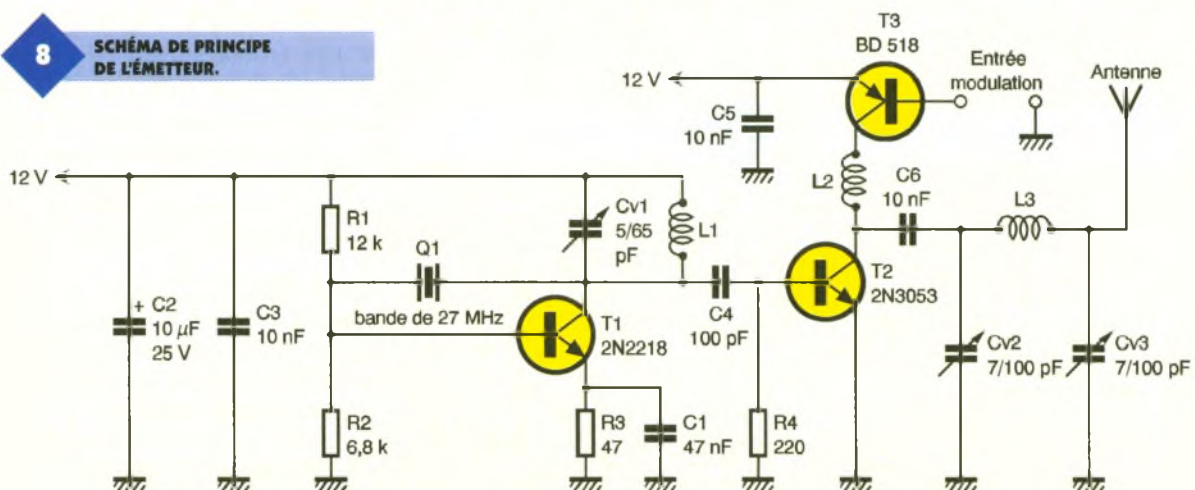 8
SCHÉMA DE PRINCIPE
DE L'ÉMETTEUR.
T3
BD 518
Entrée
modulation
Antenne
12 V
C5
10 nF
L2
C6
10 nF
L3
12 V
R1
12 k
Cv1
5/65
pF
L1
Q1
bande de 27 MHz
T1
2N2218
C4
100 pF
T2
2N3053
+ C2
10 µF
25 V
C3
10 nF
Cv2
7/100 pF
Cv3
7/100 pF
R2
6,8 k
R3
47
C1
47 nF
R4
220